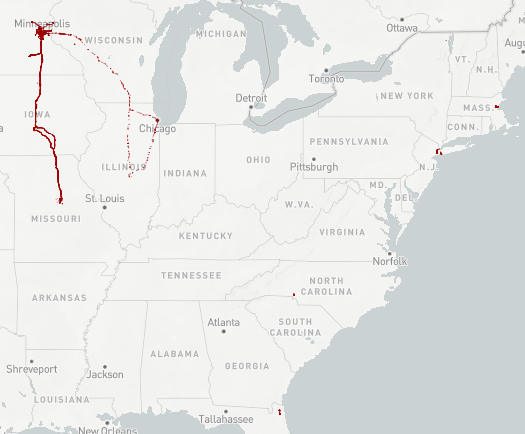 Minneapolis
WISCONSIN
MICHIGAN
Ottawa
VT.
N.H.
Toronto
Detroit
NEW YORK
MASS.
IOWA
Chicago
CONN.
PENNSYLVANIA
OHIO
Pittsburgh
N.J.
ILLINOIS
INDIANA
MD.
DEL.
St. Louis
W.VA.
MISSOURI
VIRGINIA
KENTUCKY
Norfolk
TENNESSEE
NORTH
CAROLINA
ARKANSAS
SOUTH
CAROLINA
Atlanta
ALABAMA
GEORGIA
Shreveport
Jackson
LOUISIANA
Tallahassee
New Orleans